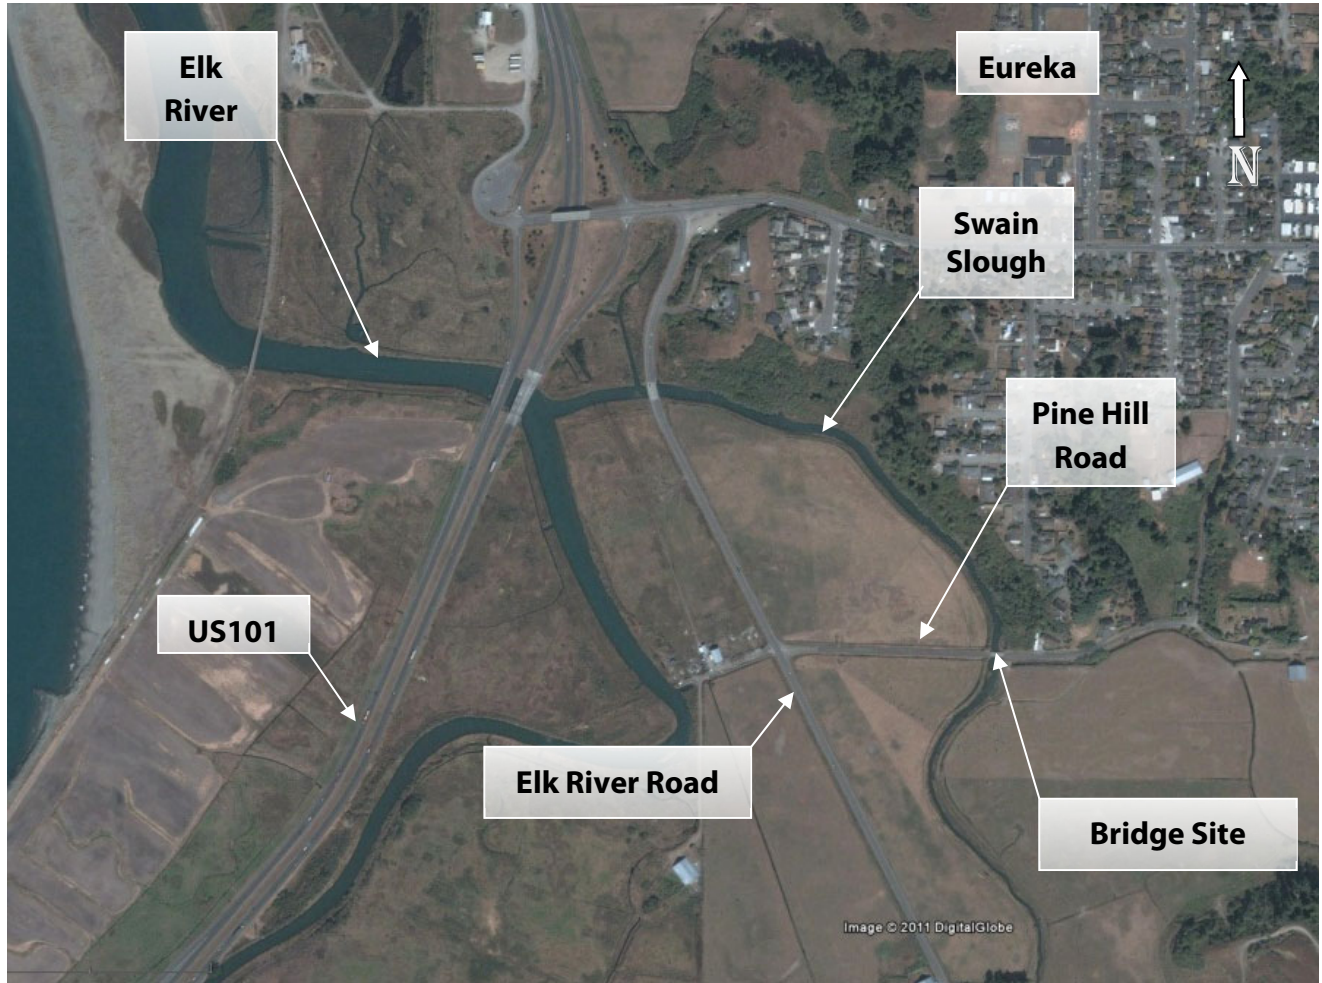 Elk
River
Eureka
N
Swain
Slough
Pine Hill
Road
US101
Elk River Road
Bridge Site
Image © 2011 DigitalGlobe